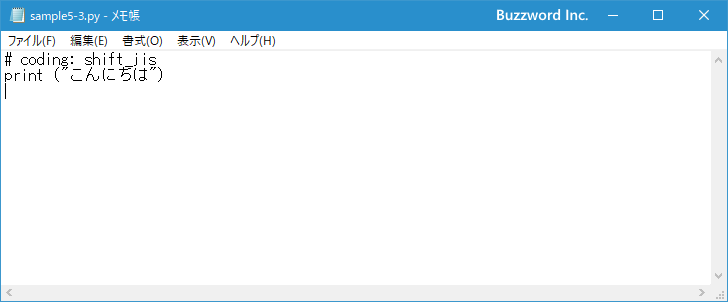 sample5-3.py - メモ帳
Buzzword Inc.
ファイル(F) 編集(E) 書式(O) 表示(V) ヘルプ(H)
# coding: shift_jis
print ("こんにちは")